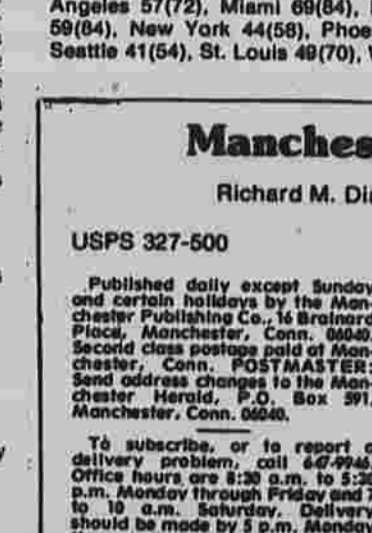 Angeles 57(72), Miami 69(84),
59(84), New York 44(58), Phoe
Seattle 41(54), St. Louis 49(70),
Manches
Richard M. Dia
USPS 327-500
Published daily except Sunday
and certain holidays by the Man-
chester Publishing Co., 16 Brainard
Place, Manchester, Conn. 06040.
Second class postage paid at Man-
chester, Conn. POSTMASTER:
Send address changes to the Man-
chester Herald, P.O. Box 591,
Manchester, Conn. 06040.
To subscribe, or to report a
delivery problem, call 647-9946.
Office hours are 8:30 a.m. to 5:30
p.m. Monday through Friday and 7
to 10 a.m. Saturday. Delivery
should be made by 5 p.m. Monday